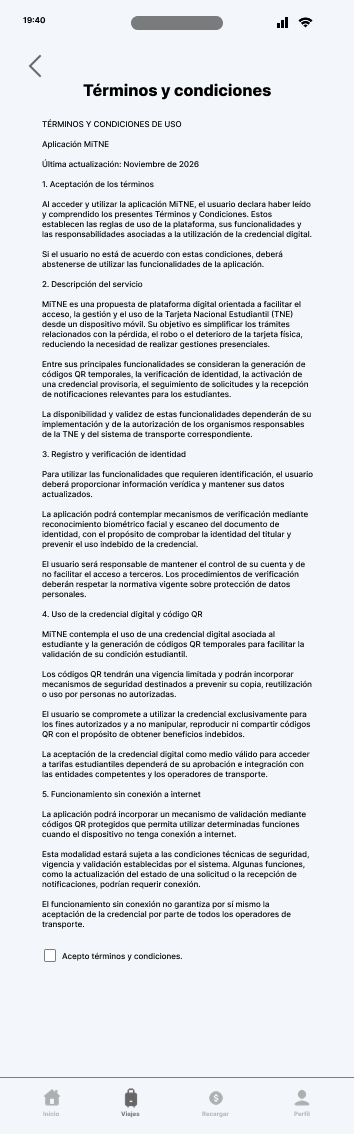 19:40
Términos y condiciones
TÉRMINOS Y CONDICIONES DE USO
Aplicación MiTNE
Última actualización: Noviembre de 2026
1. Aceptación de los términos
Al acceder y utilizar la aplicación MiTNE, el usuario declara haber leído
y comprendido los presentes Términos y Condiciones. Estos
establecen las reglas de uso de la plataforma, sus funcionalidades y
las responsabilidades asociadas a la utilización de la credencial digital.
Si el usuario no está de acuerdo con estas condiciones, deberá
abstenerse de utilizar las funcionalidades de la aplicación.
2. Descripción del servicio
MiTNE es una propuesta de plataforma digital orientada a facilitar el
acceso, la gestión y el uso de la Tarjeta Nacional Estudiantil (TNE)
desde un dispositivo móvil. Su objetivo es simplificar los trámites
relacionados con la pérdida, el robo o el deterioro de la tarjeta física,
reduciendo la necesidad de realizar gestiones presenciales.
Entre sus principales funcionalidades se consideran la generación de
códigos QR temporales, la verificación de identidad, la activación de
una credencial provisoria, el seguimiento de solicitudes y la recepción
de notificaciones relevantes para los estudiantes.
La disponibilidad y validez de estas funcionalidades dependerán de su
implementación y de la autorización de los organismos responsables
de la TNE y del sistema de transporte correspondiente.
3. Registro y verificación de identidad
Para utilizar las funcionalidades que requieren identificación, el usuario
deberá proporcionar información verídica y mantener sus datos
actualizados.
La aplicación podrá contemplar mecanismos de verificación mediante
reconocimiento biométrico facial y escaneo del documento de
identidad, con el propósito de comprobar la identidad del titular y
prevenir el uso indebido de la credencial.
El usuario será responsable de mantener el control de su cuenta y de
no facilitar el acceso a terceros. Los procedimientos de verificación
deberán respetar la normativa vigente sobre protección de datos
personales.
4. Uso de la credencial digital y código QR
MiTNE contempla el uso de una credencial digital asociada al
estudiante y la generación de códigos QR temporales para facilitar la
validación de su condición estudiantil.
Los códigos QR tendrán una vigencia limitada y podrán incorporar
mecanismos de seguridad destinados a prevenir su copia, reutilización
o uso por personas no autorizadas.
El usuario se compromete a utilizar la credencial exclusivamente para
los fines autorizados y a no manipular, reproducir ni compartir códigos
QR con el propósito de obtener beneficios indebidos.
La aceptación de la credencial digital como medio válido para acceder
a tarifas estudiantiles dependerá de su aprobación e integración con
las entidades competentes y los operadores de transporte.
5. Funcionamiento sin conexión a internet
La aplicación podrá incorporar un mecanismo de validación mediante
códigos QR protegidos que permita utilizar determinadas funciones
cuando el dispositivo no tenga conexión a internet.
Esta modalidad estará sujeta a las condiciones técnicas de seguridad,
vigencia y validación establecidas por el sistema. Algunas funciones,
como la actualización del estado de una solicitud o la recepción de
notificaciones, podrían requerir conexión.
El funcionamiento sin conexión no garantiza por sí mismo la
aceptación de la credencial por parte de todos los operadores de
transporte.
Acepto términos y condiciones.
Inicio
Viajes
Recargar
Perfil